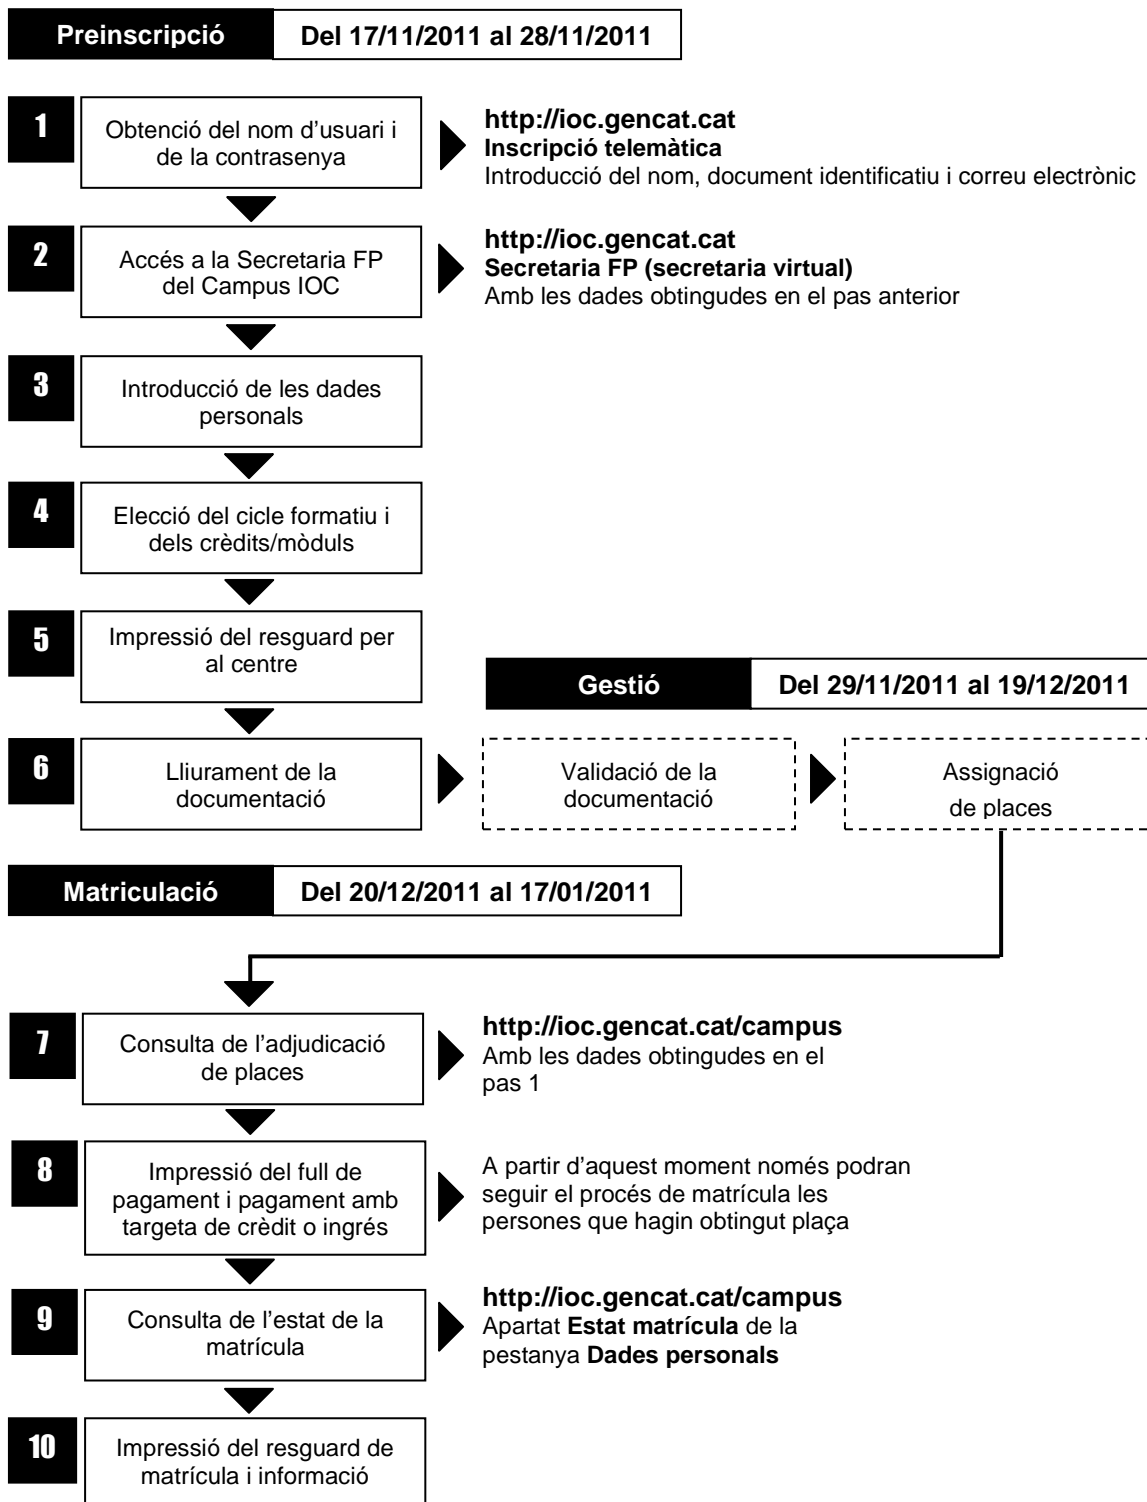 Preinscripció
Del 17/11/2011 al 28/11/2011
1
Obtenció del nom d'usuari i
de la contrasenya
http://ioc.gencat.cat
Inscripció telemàtica
Introducció del nom, document identificatiu i correu electrònic
2
Accés a la Secretaria FP
del Campus IOC
http://ioc.gencat.cat
Secretaria FP (secretaria virtual)
Amb les dades obtingudes en el pas anterior
3
Introducció de les dades
personals
4
Elecció del cicle formatiu i
dels crèdits/mòduls
5
Impressió del resguard per
al centre
Gestió
Del 29/11/2011 al 19/12/2011
6
Lliurament de la
documentació
Validació de la
documentació
Assignació
de places
Matriculació
Del 20/12/2011 al 17/01/2011
7
Consulta de l'adjudicació
de places
http://ioc.gencat.cat/campus
Amb les dades obtingudes en el
pas 1
8
Impressió del full de
pagament i pagament amb
targeta de crèdit o ingrés
A partir d'aquest moment només podran
seguir el procés de matrícula les
persones que hagin obtingut plaça
9
Consulta de l'estat de la
matrícula
http://ioc.gencat.cat/campus
Apartat Estat matrícula de la
pestanya Dades personals
10
Impressió del resguard de
matrícula i informació